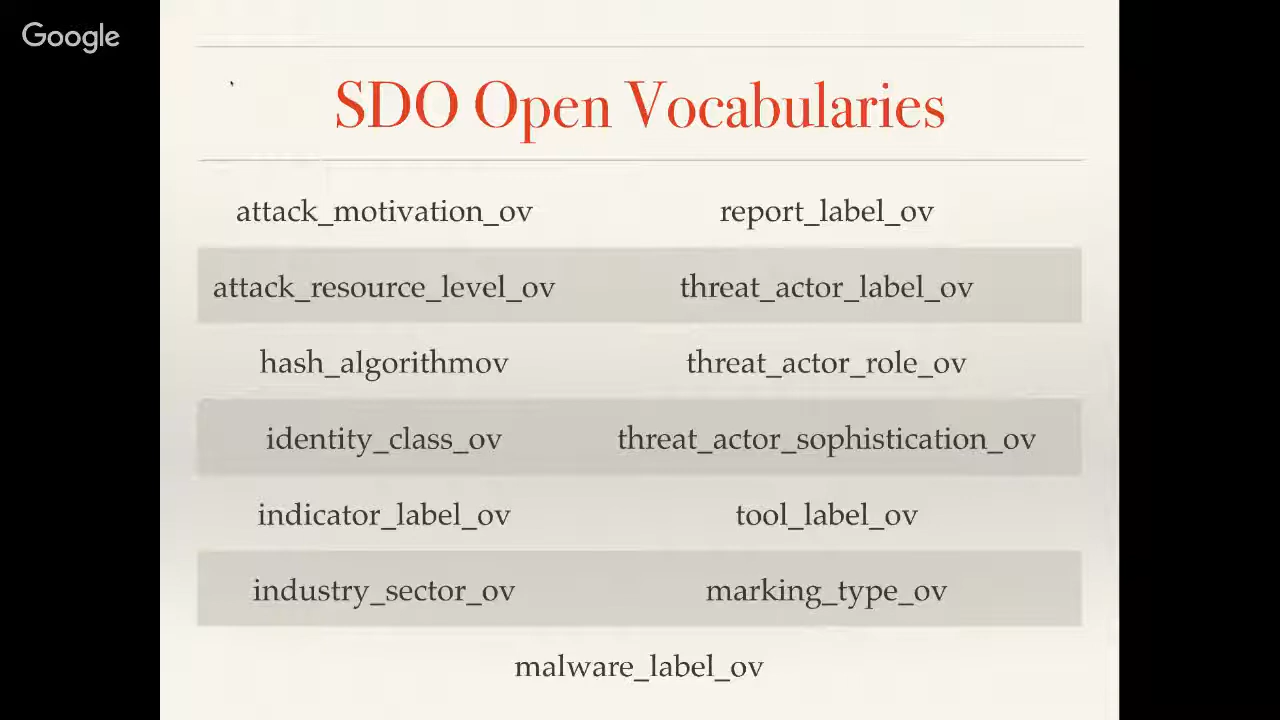 Google
SDO Open Vocabularies
attack_motivation_ov report_label_ov
attack_resource_level_ov threat_actor_label_ov
hash_algorithmov threat_actor_role_ov
identity_class_ov threat_actor_sophistication_ov
indicator_label_ov tool_label_ov
industry_sector_ov marking_type_ov
malware_label_ov